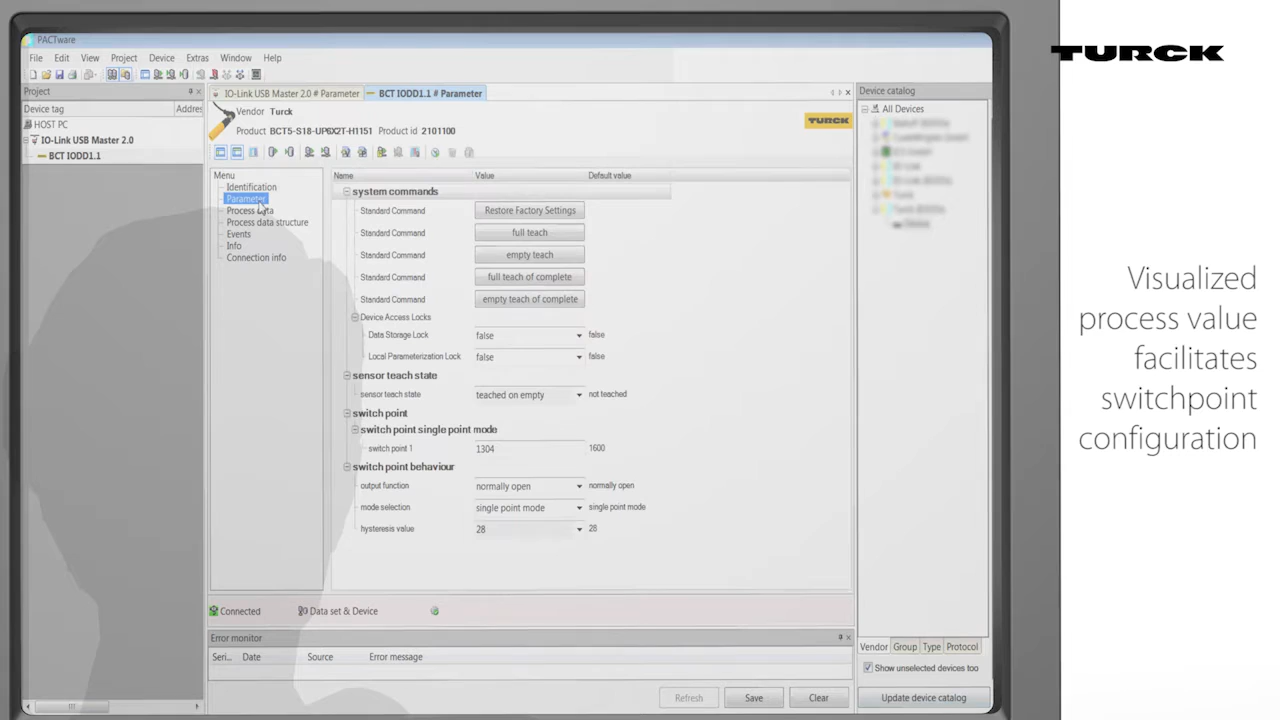 PACTware
File Edit View Project Device Extras Window Help
Project
Device tag Addres
HOST PC
IO-Link USB Master 2.0
BCT IODD1.1
IO-Link USB Master 2.0 # Parameter
BCT IODD1.1 # Parameter
Vendor Turck
Product BCT5-S18-UP6X2T-H1151 Product id 2101100
TURCK
Menu
Identification
Parameter
Process data
Process data structure
Events
Info
Connection info
Name Value Default value
system commands
Standard Command Restore Factory Settings
Standard Command full teach
Standard Command empty teach
Standard Command full teach of complete
Standard Command empty teach of complete
Device Access Locks
Data Storage Lock false false
Local Parameterization Lock false false
sensor teach state
sensor teach state teached on empty not teached
switch point
switch point single point mode
switch point 1 1304 1600
switch point behaviour
output function normally open normally open
mode selection single point mode single point mode
hysteresis value 28 28
Connected Data set & Device
Error monitor
Seri... Date Source Error message
Refresh Save Clear
Device catalog
All Devices
Vendor Group Type Protocol
Show unselected devices too
Update device catalog
TURCK
Visualized
process value
facilitates
switchpoint
configuration